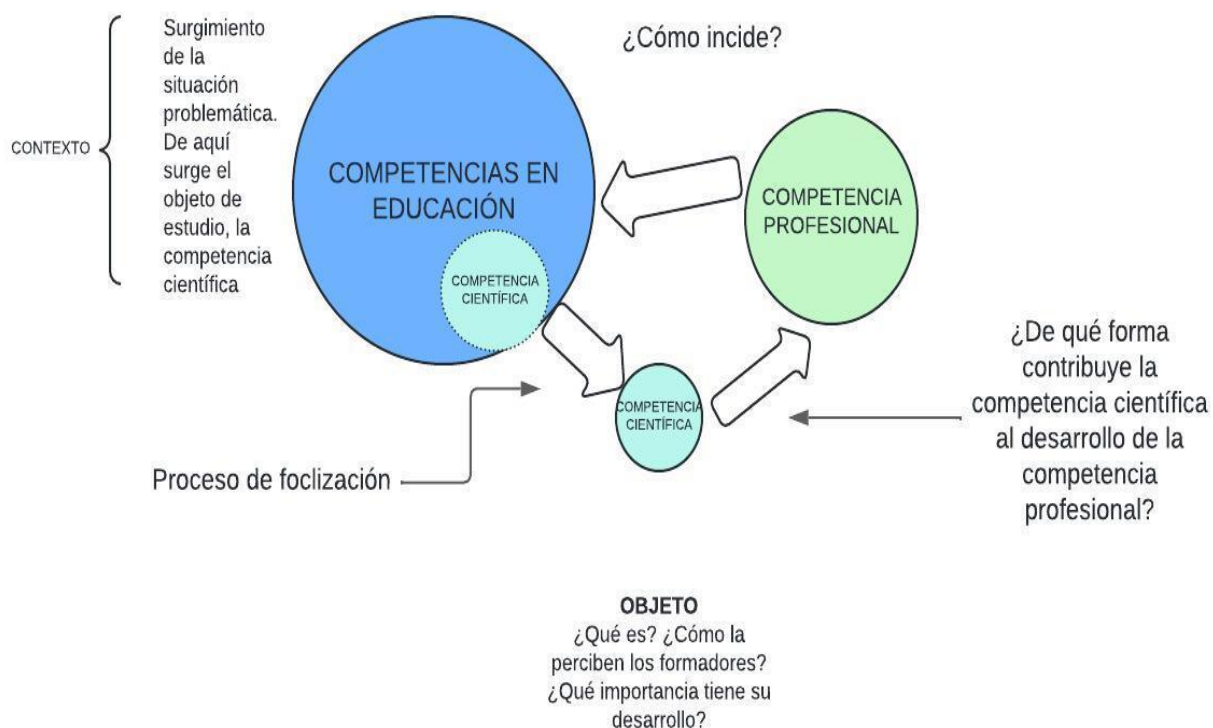 CONTEXTO
Surgimiento
de la
situación
problemática.
De aquí
surge el
objeto de
estudio, la
competencia
científica
¿Cómo incide?
COMPETENCIAS EN
EDUCACIÓN
COMPETENCIA
CIENTÍFICA
COMPETENCIA
PROFESIONAL
COMPETENCIA
CIENTÍFICA
¿De qué forma
contribuye la
competencia científica
al desarrollo de la
competencia
profesional?
Proceso de foclización
OBJETO
¿Qué es? ¿Cómo la
perciben los formadores?
¿Qué importancia tiene su
desarrollo?